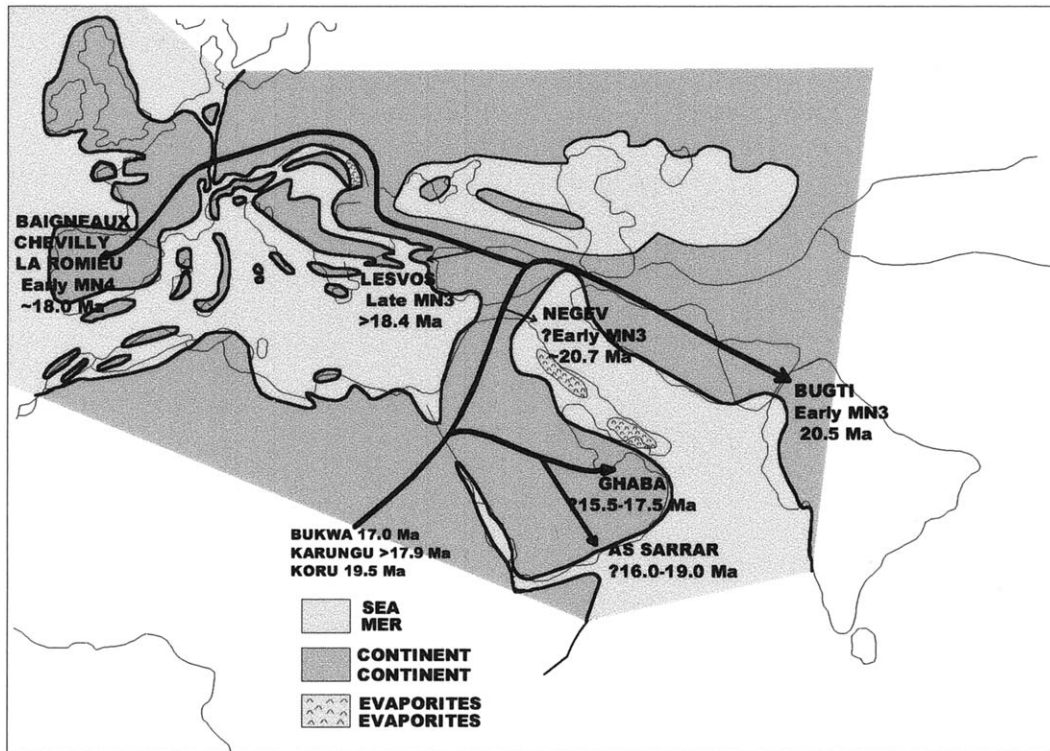 BAIGNEAUX
CHEVILLY
LA ROMIEU
Early MN4
~18.0 Ma
LESVOS
Late MN3
>18.4 Ma
NEGEV
?Early MN3
~20.7 Ma
BUGTI
Early MN3
20.5 Ma
GHABA
?15.5-17.5 Ma
AS SARRAR
?16.0-19.0 Ma
BUKWA 17.0 Ma
KARUNGU >17.9 Ma
KORU 19.5 Ma
SEA
MER
CONTINENT
CONTINENT
EVAPORITES
EVAPORITES